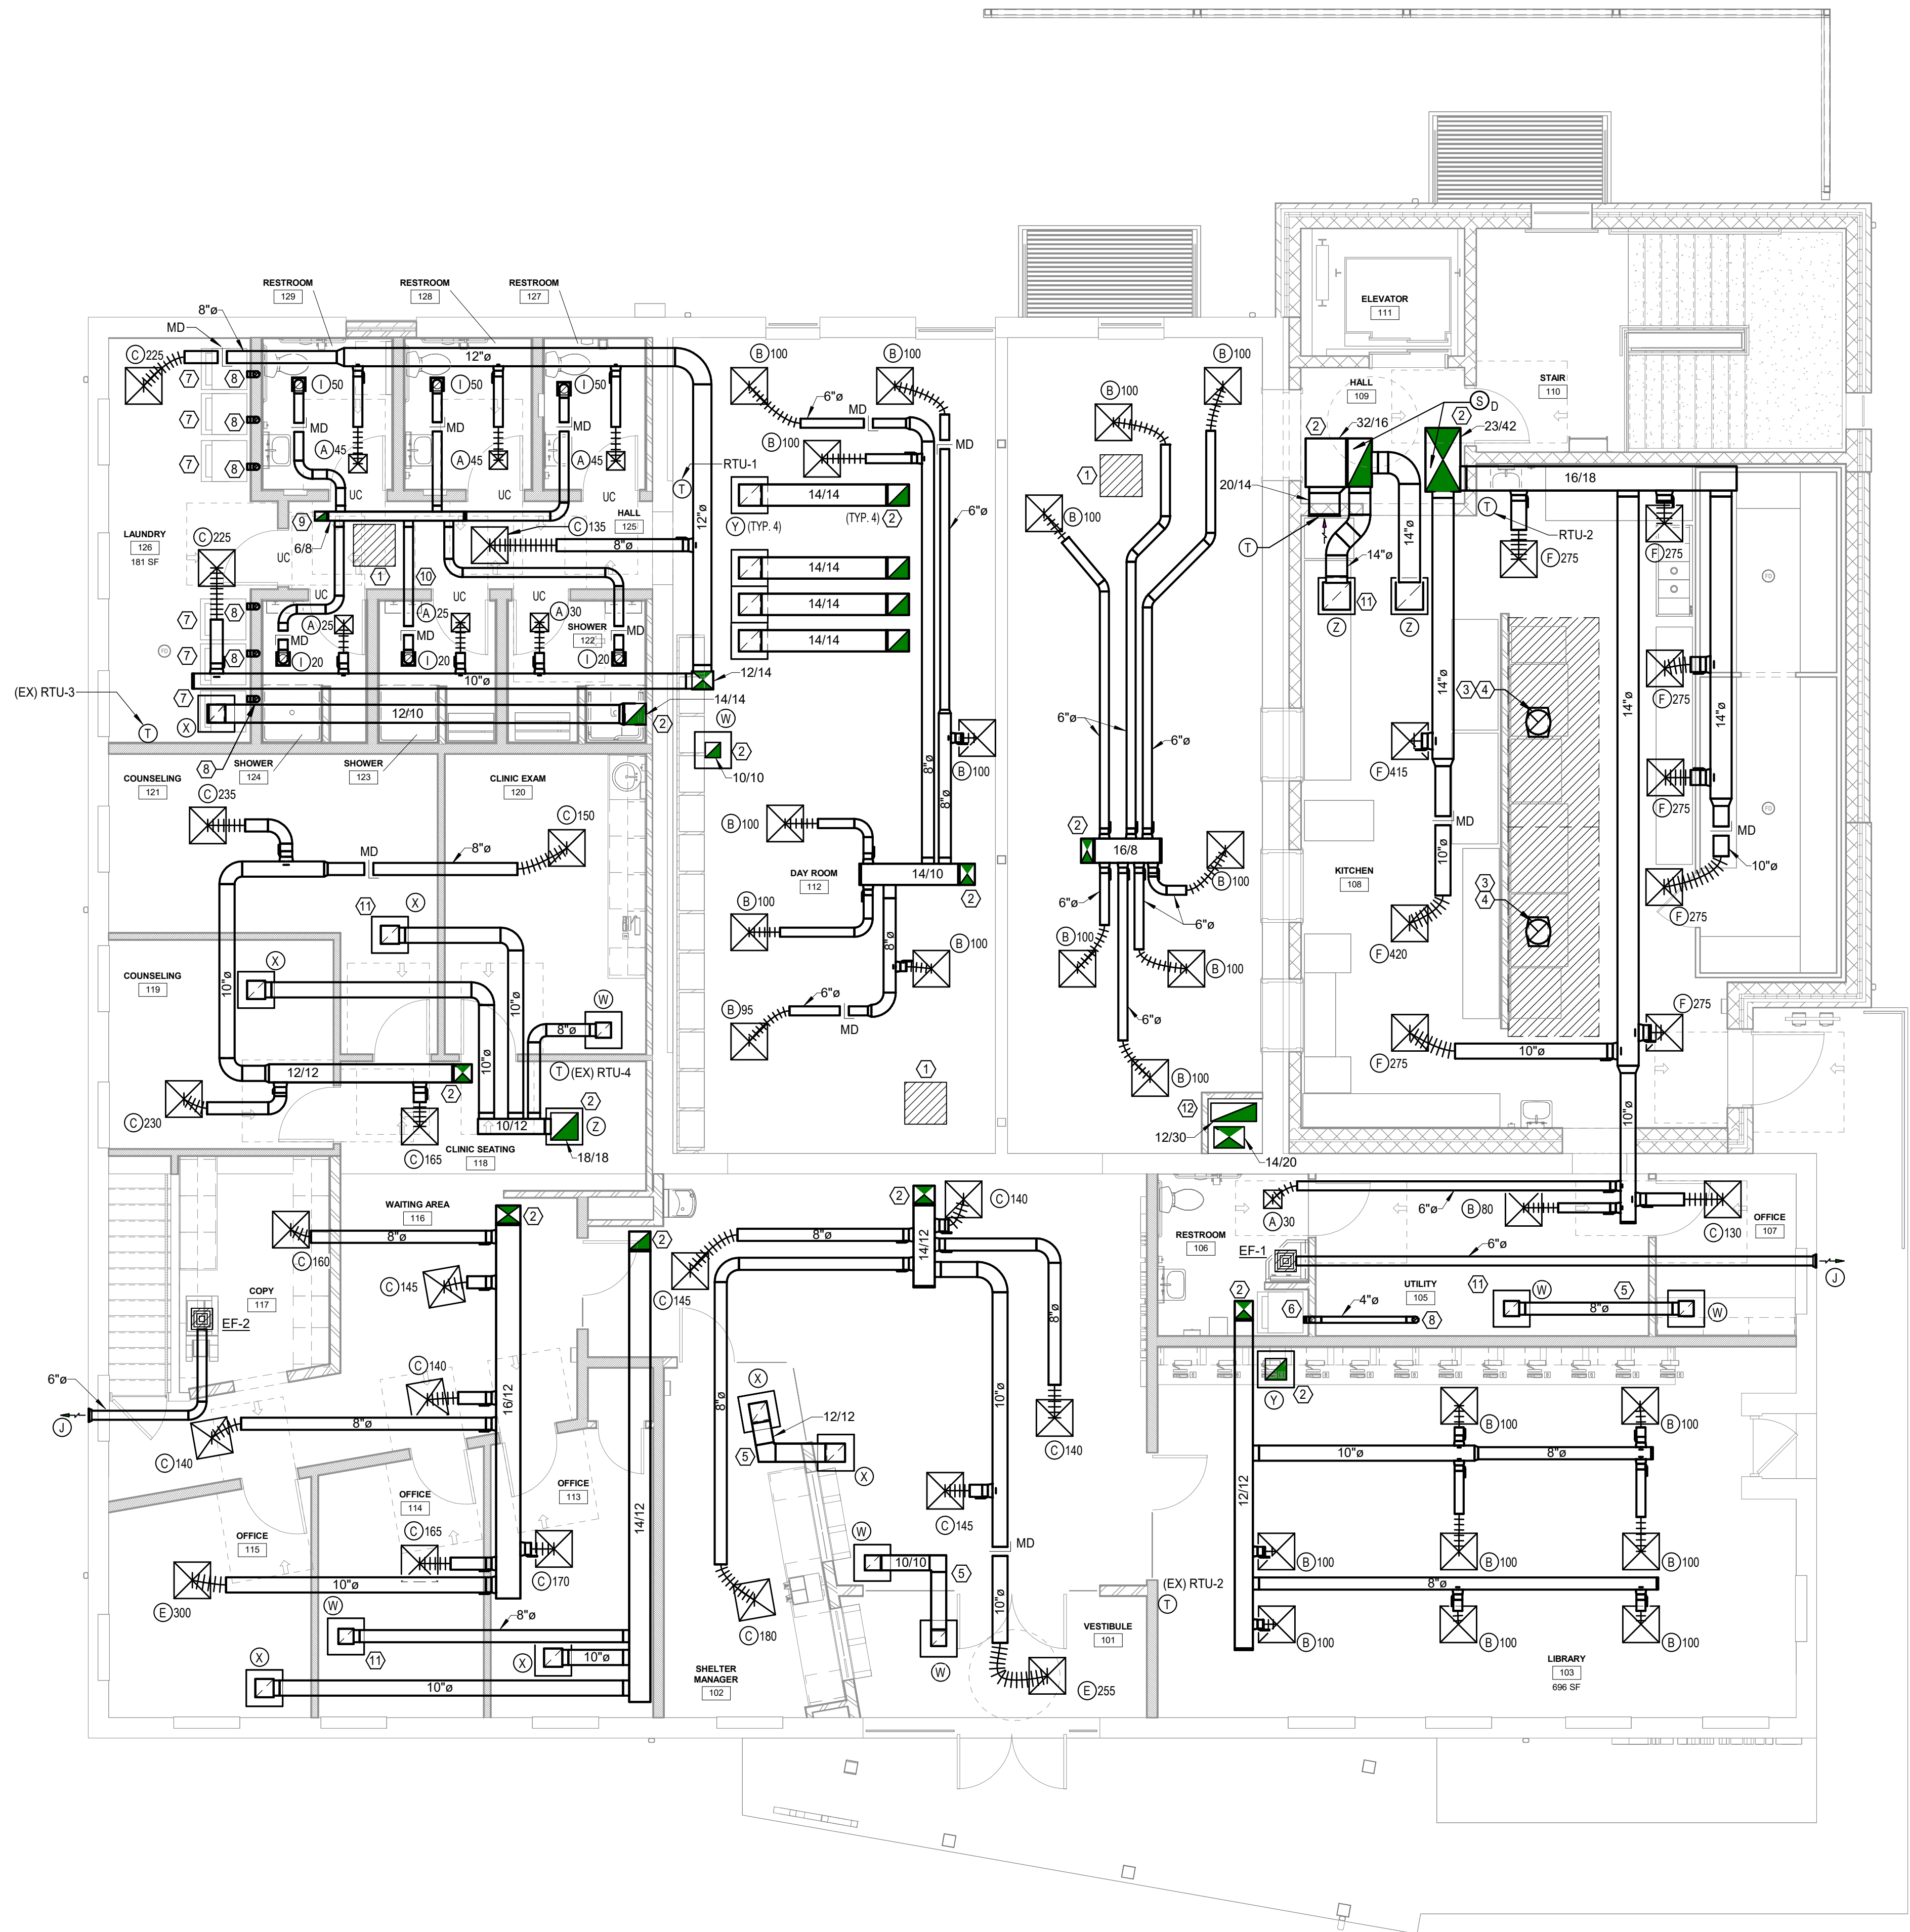 RESTROOM
129
RESTROOM
128
RESTROOM
127
8"ø
MD
12"ø
C 225
7
8
I 50
I 50
I 50
7
8
MD
MD
MD
7
8
A 45
A 45
A 45
UC
UC
UC
RTU-1
T
12"ø
LAUNDRY
126
181 SF
C 225
9
6/8
UC
1
10
C 135
8"ø
HALL
125
UC
UC
7
8
A 25
A 25
A 30
SHOWER
122
7
8
MD
MD
MD
I 20
I 20
I 20
10"ø
12/14
14/14
(EX) RTU-3
T
7
X
12/10
2
8
W
2
10/10
B 100
B 100
6"ø
MD
MD
B 100
6"ø
14/14
Y (TYP. 4)
(TYP. 4) 2
14/14
14/14
14/14
8"ø
8"ø
B 100
B 100
14/10
2
DAY ROOM
112
B 100
8"ø
B 100
6"ø
B 95
MD
1
B 100
B 100
1
B 100
6"ø
6"ø
6"ø
2
16/8
B 100
6"ø
6"ø
B 100
B 100
6"ø
B 100
12
12/30
14/20
ELEVATOR
111
HALL
109
STAIR
110
2
32/16
S D
2
23/42
20/14
16/18
T
14"ø
14"ø
11
Z
Z
T
RTU-2
F 275
F 275
14"ø
14"ø
14"ø
3 4
F 275
F 415
F 275
MD
MD
10"ø
10"ø
KITCHEN
108
3
4
F 420
F 275
F 275
F 275
10"ø
10"ø
COUNSELING
121
SHOWER
124
SHOWER
123
CLINIC EXAM
120
C 235
C 150
MD
8"ø
11
X
COUNSELING
119
10"ø
X
10"ø
W
8"ø
10"ø
12/12
2
T (EX) RTU-4
2
C 230
C 165
10/12
Z
18/18
CLINIC SEATING
118
WAITING AREA
116
2
2
C 160
8"ø
C 145
COPY
117
EF-2
6"ø
J
C 140
16/12
8"ø
C 140
14/12
OFFICE
115
OFFICE
114
OFFICE
113
C 165
C 170
10"ø
E 300
W
8"ø
11
X
X
10"ø
10"ø
2
C 140
8"ø
14/12
C 145
8"ø
8"ø
10"ø
C 140
X
12/12
5
X
C 145
MD
W
10/10
5
W
10"ø
C 180
E 255
SHELTER
MANAGER
102
VESTIBULE
101
(EX) RTU-2
T
A 30
6"ø
B 80
C 130
OFFICE
107
RESTROOM
106
EF-1
6"ø
J
UTILITY
105
11
W
5
8"ø
W
2
6
4"ø
8
Y
2
B 100
B 100
10"ø
8"ø
12/12
B 100
B 100
B 100
8"ø
B 100
B 100
B 100
LIBRARY
103
696 SF